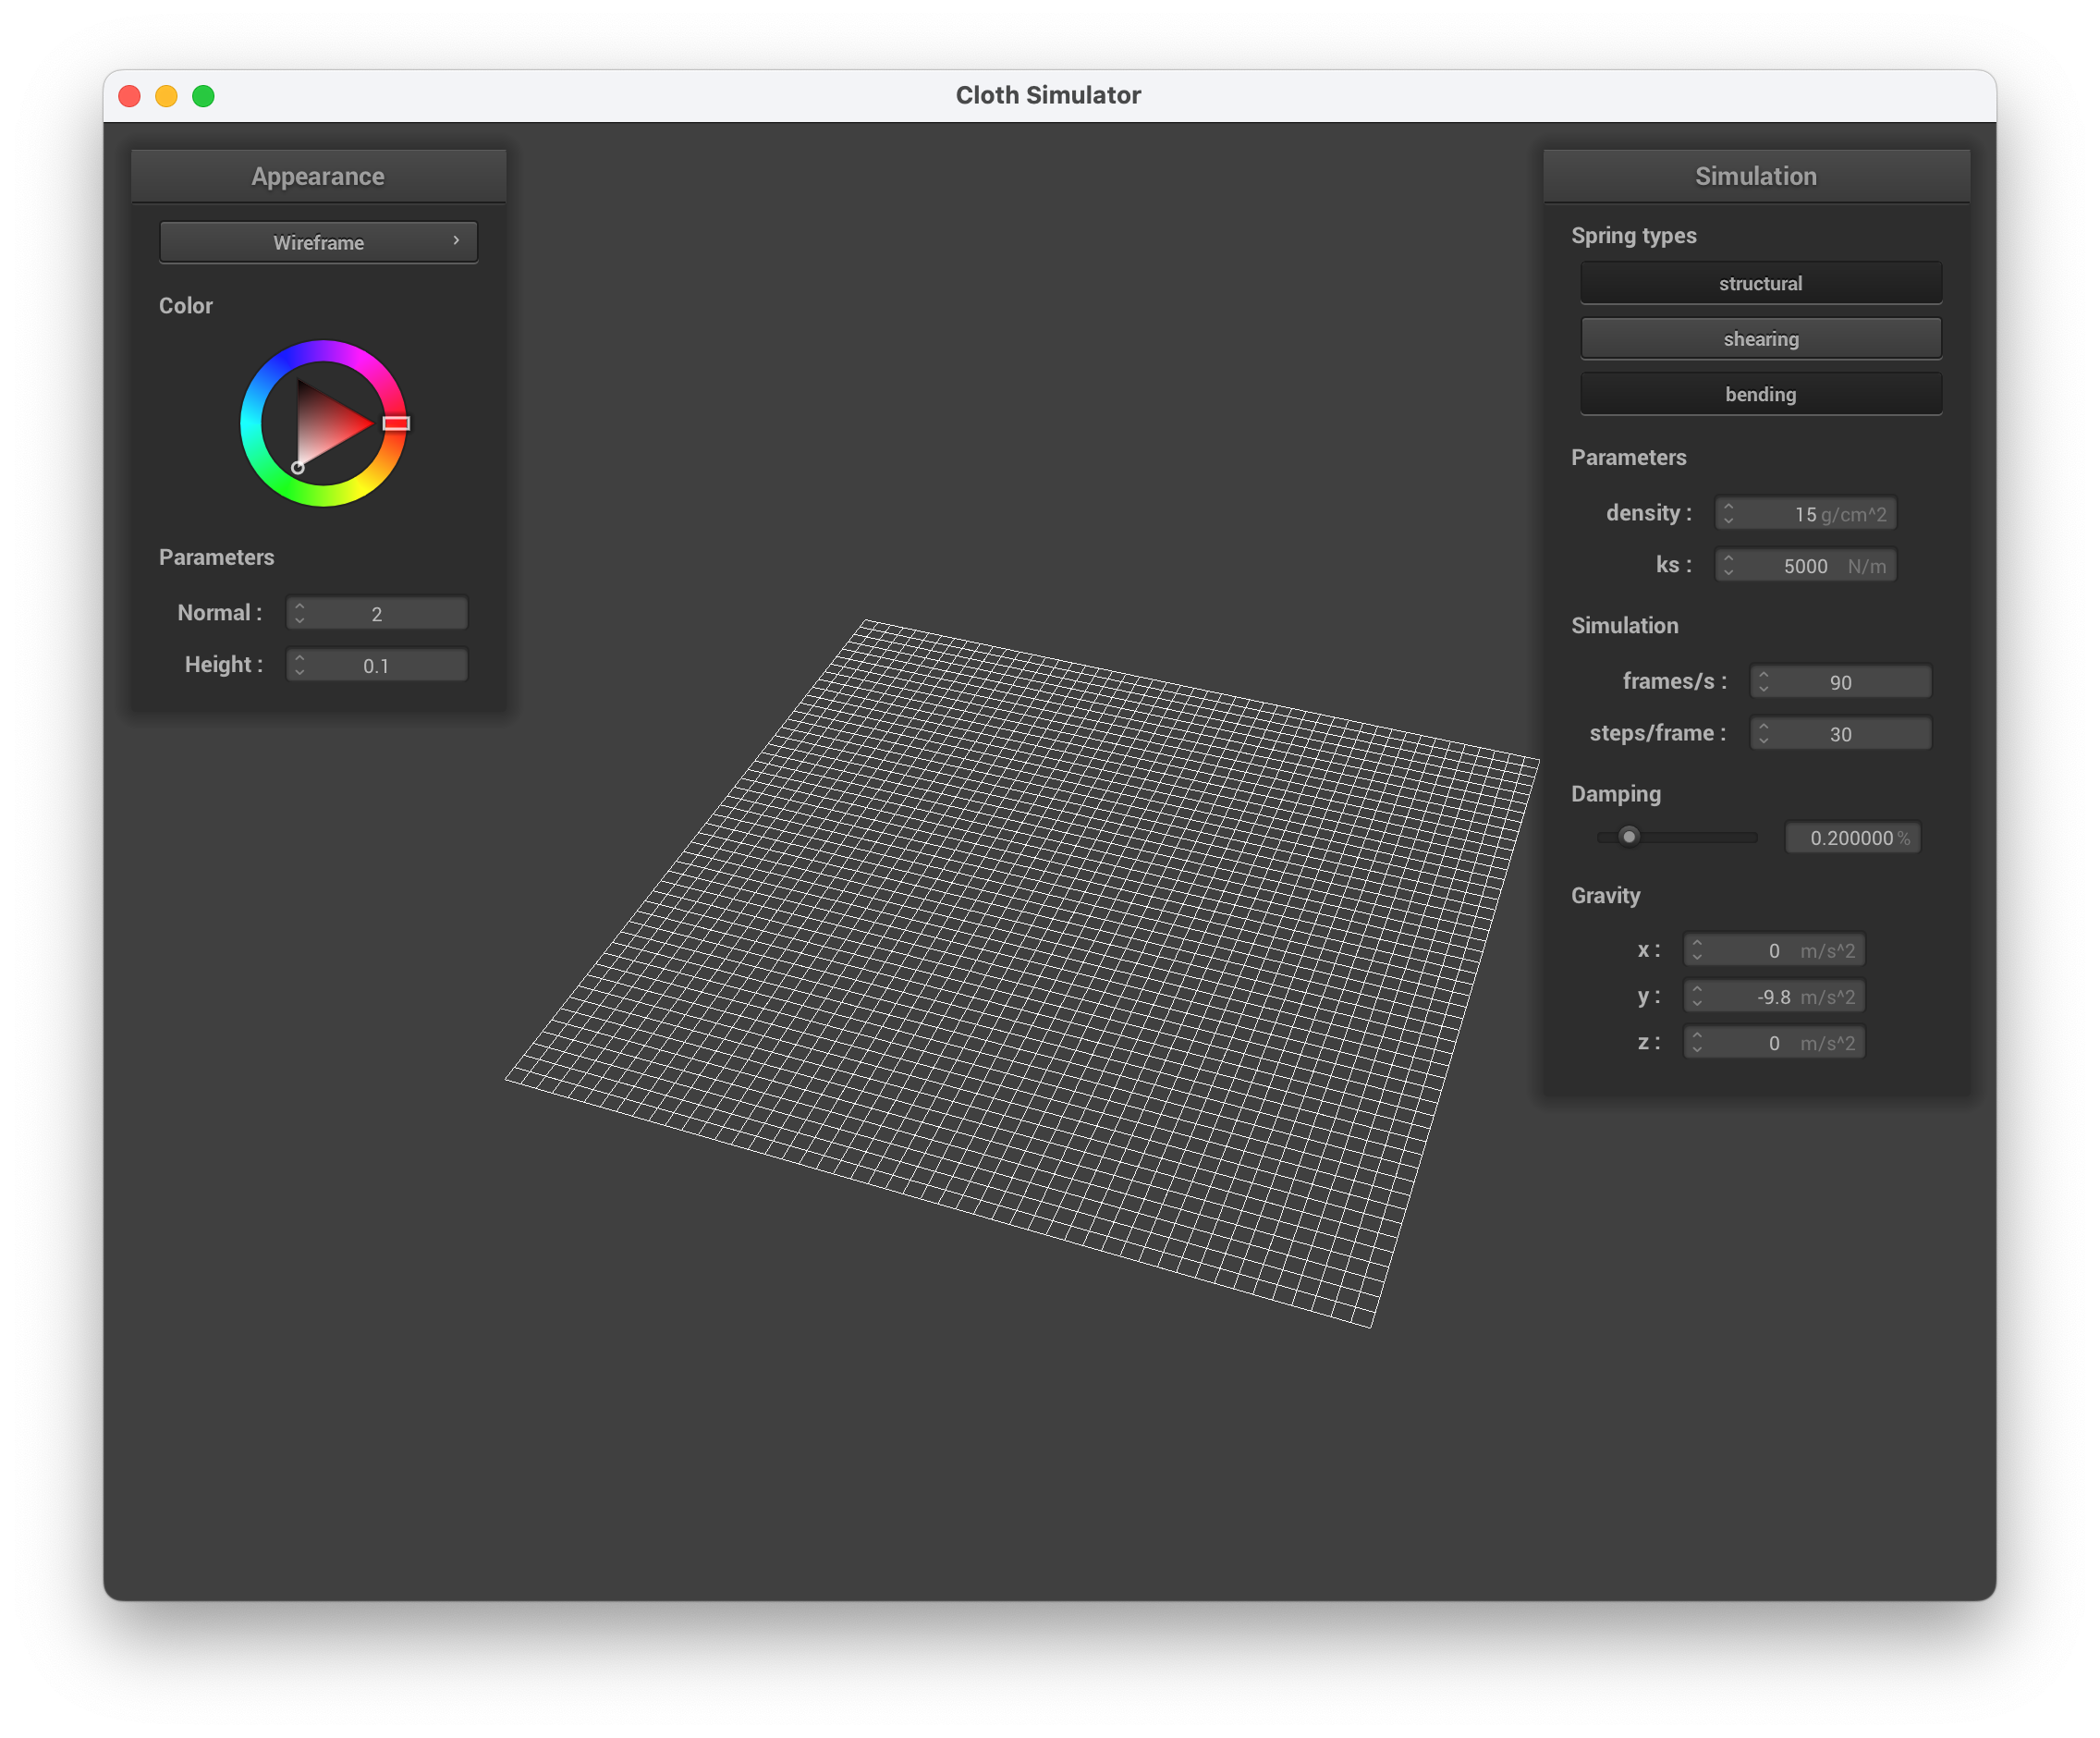 Cloth Simulator
Appearance
Wireframe
Color
Parameters
Normal : 2
Height : 0.1
Simulation
Spring types
structural
shearing
bending
Parameters
density : 15 g/cm^2
ks : 5000 N/m
Simulation
frames/s : 90
steps/frame : 30
Damping
0.200000 %
Gravity
x : 0 m/s^2
y : -9.8 m/s^2
z : 0 m/s^2